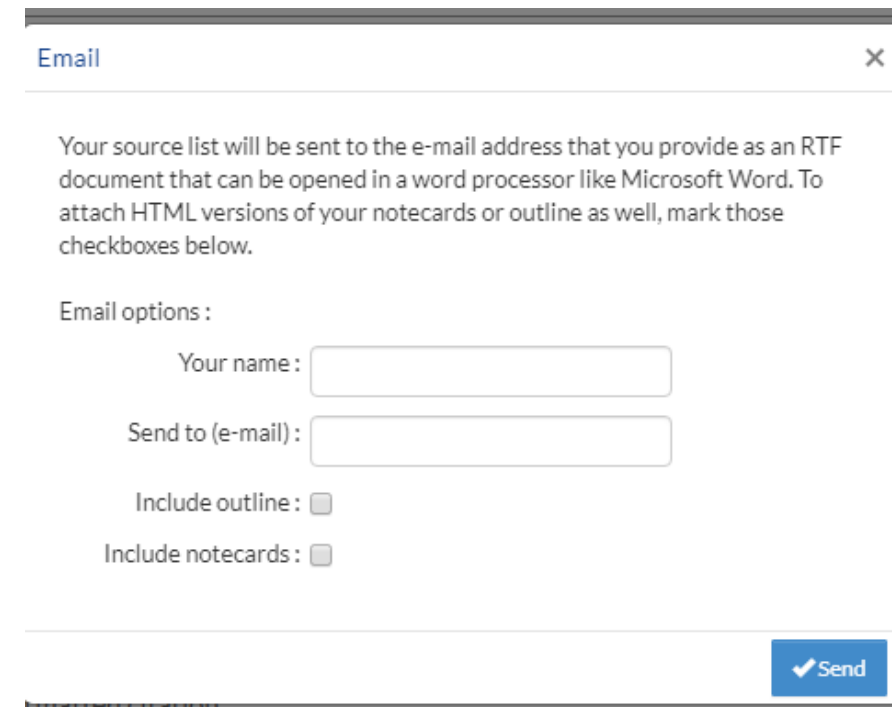 Email
Your source list will be sent to the e-mail address that you provide as an RTF
document that can be opened in a word processor like Microsoft Word. To
attach HTML versions of your notecards or outline as well, mark those
checkboxes below.
Email options :
Your name :
Send to (e-mail) :
Include outline :
Include notecards :
Send